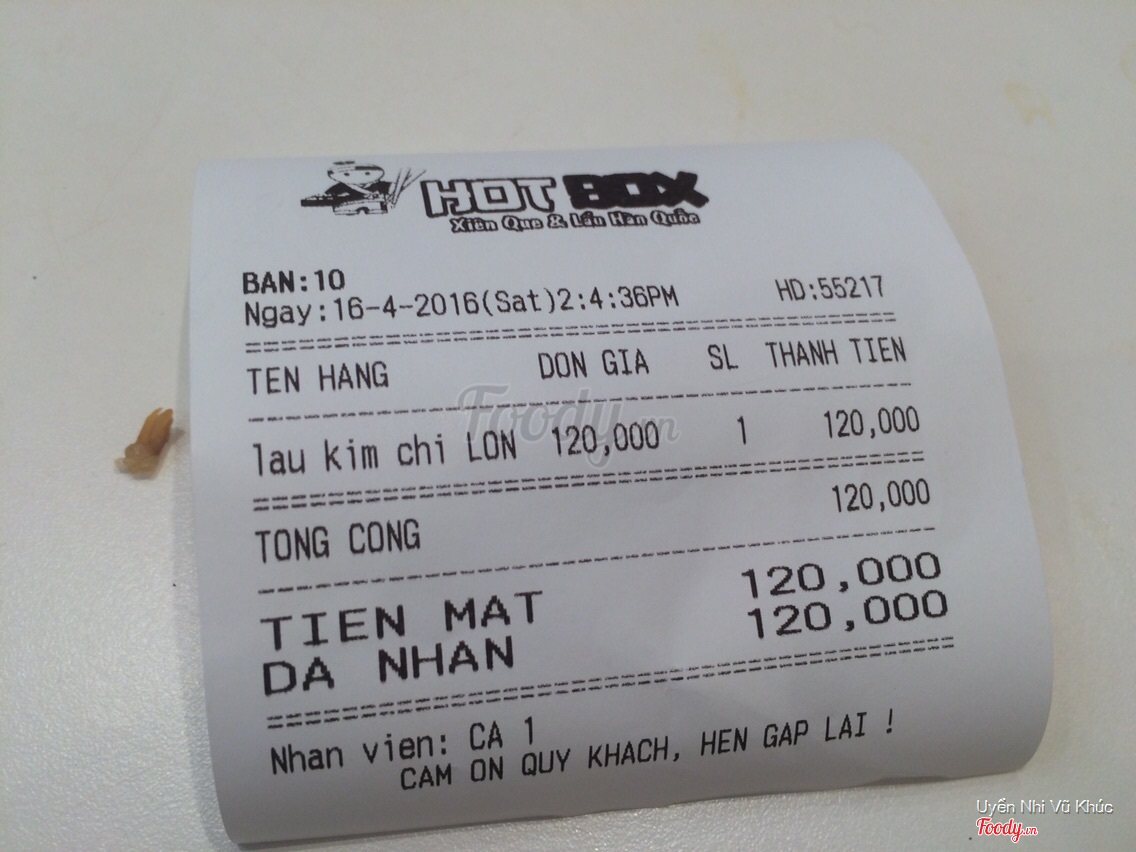 HOT BOX
Xiên Que & Lẩu Hàn Quốc
BAN:10
Ngay:16-4-2016(Sat)2:4:36PM HD:55217
TEN HANG DON GIA SL THANH TIEN
lau kim chi LON 120,000 1 120,000
TONG CONG 120,000
TIEN MAT 120,000
DA NHAN 120,000
Nhan vien: CA 1
CAM ON QUY KHACH, HEN GAP LAI !
Foody.vn
Uyển Nhi Vũ Khúc
Foody.vn